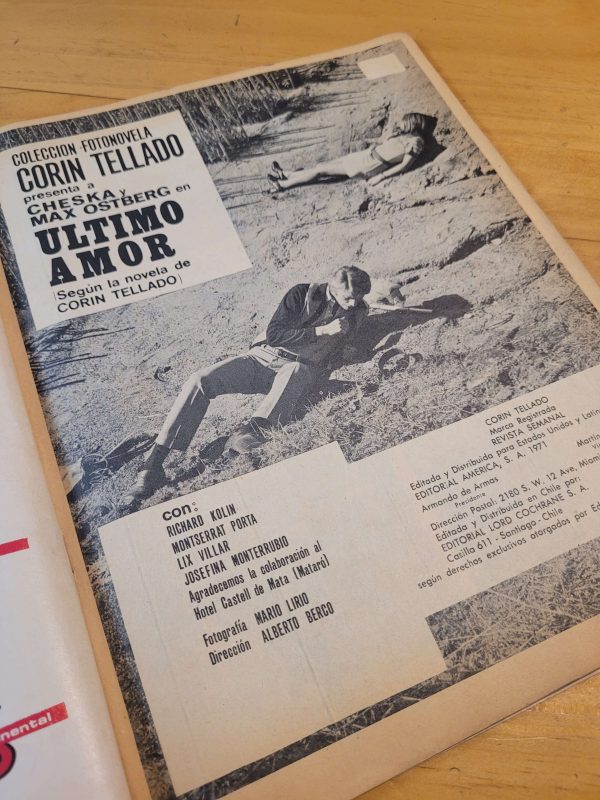 COLECCION FOTONOVELA
CORIN TELLADO
presenta a
CHESKA y
MAX OSTBERG en
ULTIMO
AMOR
(Según la novela de
CORIN TELLADO)
con:
RICHARD KOLIN
MONTSERRAT PORTA
LIX VILLAR
JOSEFINA MONTERRUBIO
Agradecemos la colaboración al
Hotel Castell de Mata (Mataró)
Fotografía MARIO LIRIO
Dirección ALBERTO BERCO
CORIN TELLADO
Marca Registrada
REVISTA SEMANAL
Editada y Distribuida para Estados Unidos y Latin
EDITORIAL AMERICA, S. A. 1971
Armando de Armas Martin
Presidente
Dirección Postal: 2180 S. W. 12 Ave. Miami
Editada y Distribuida en Chile por:
EDITORIAL LORD COCHRANE S. A.
Casilla 611 - Santiago - Chile
según derechos exclusivos otorgados por Ed
nental